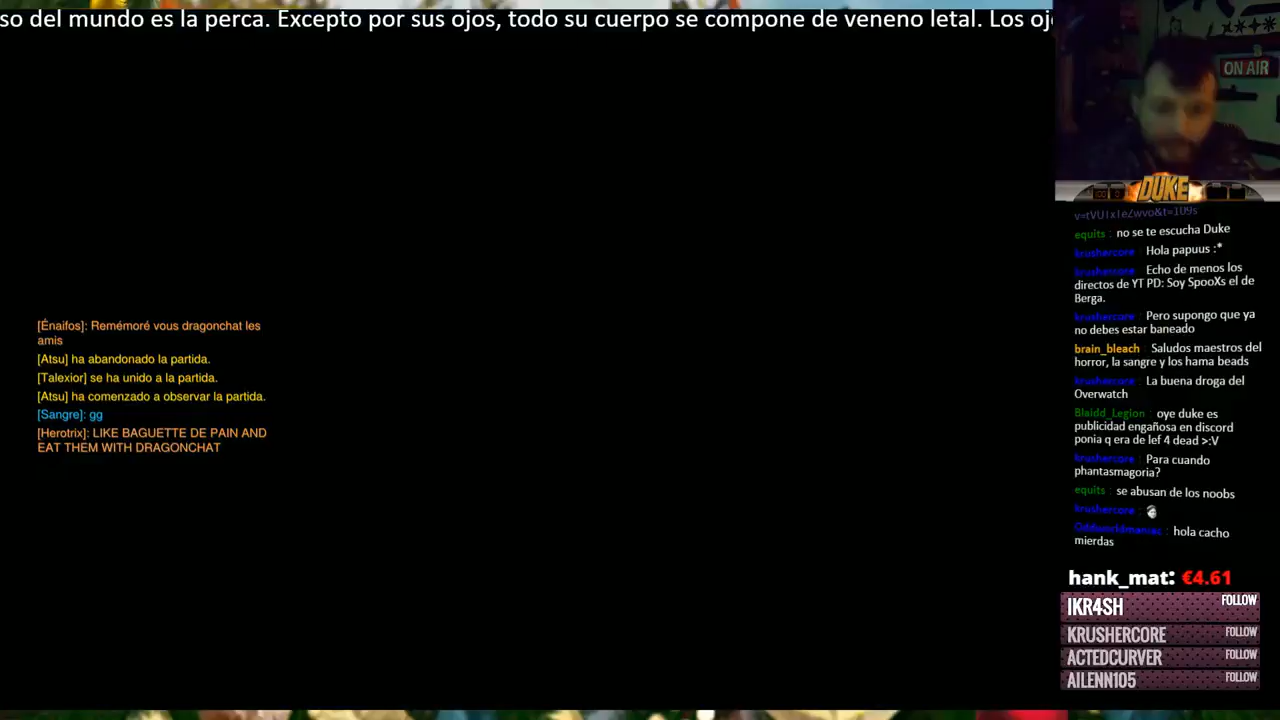 so del mundo es la perca. Excepto por sus ojos, todo su cuerpo se compone de veneno letal. Los ojo
ON AIR
DUKE
v=tVUTxTeZwvo&t=109s
equits : no se te escucha Duke
krushercore : Hola papuus :*
krushercore : Echo de menos los
directos de YT PD: Soy SpooXs el de
Berga.
krushercore : Pero supongo que ya
no debes estar baneado
brain_bleach Saludos maestros del
horror, la sangre y los hama beads
krushercore : La buena droga del
Overwatch
Blaidd_Legion : oye duke es
publicidad engañosa en discord
ponia q era de lef 4 dead >:V
krushercore : Para cuando
phantasmagoria?
equits : se abusan de los noobs
krushercore :
Oddworldmaniac : hola cacho
mierdas
[Énaifos]: Remémoré vous dragonchat les
amis
[Atsu] ha abandonado la partida.
[Talexior] se ha unido a la partida.
[Atsu] ha comenzado a observar la partida.
[Sangre]: gg
[Herotrix]: LIKE BAGUETTE DE PAIN AND
EAT THEM WITH DRAGONCHAT
hank_mat: €4.61
IKR4SH FOLLOW
KRUSHERCORE FOLLOW
ACTEDCURVER FOLLOW
AILENN105 FOLLOW